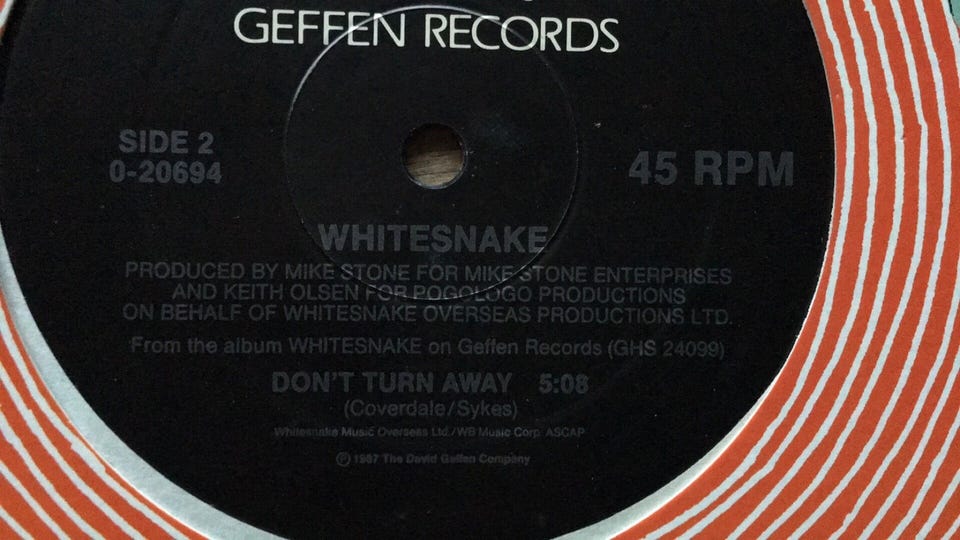 GEFFEN RECORDS
SIDE 2
0-20694
45 RPM
WHITESNAKE
PRODUCED BY MIKE STONE FOR MIKE STONE ENTERPRISES
AND KEITH OLSEN FOR POGOLOGO PRODUCTIONS
ON BEHALF OF WHITESNAKE OVERSEAS PRODUCTIONS LTD.
From the album WHITESNAKE on Geffen Records (GHS 24099)
DON'T TURN AWAY 5:08
(Coverdale/Sykes)
Whitesnake Music Overseas Ltd./WB Music Corp. ASCAP
℗ 1987 The David Geffen Company